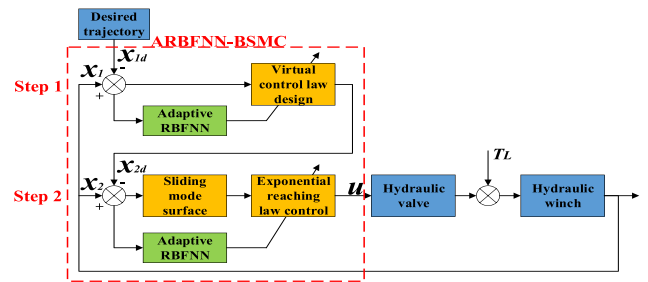 Desired
trajectory
ARBFNN-BSMC
x1d
-
x1
+
Step 1
Virtual
control law
design
Adaptive
RBFNN
x2d
-
x2
+
Step 2
Sliding
mode
surface
Exponential
reaching
law control
u
Hydraulic
valve
TL
Hydraulic
winch
Adaptive
RBFNN